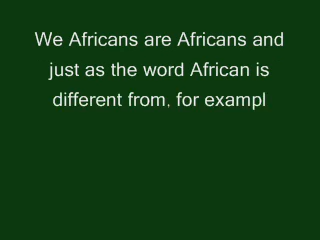 We Africans are Africans and
just as the word African is
different from, for exampl